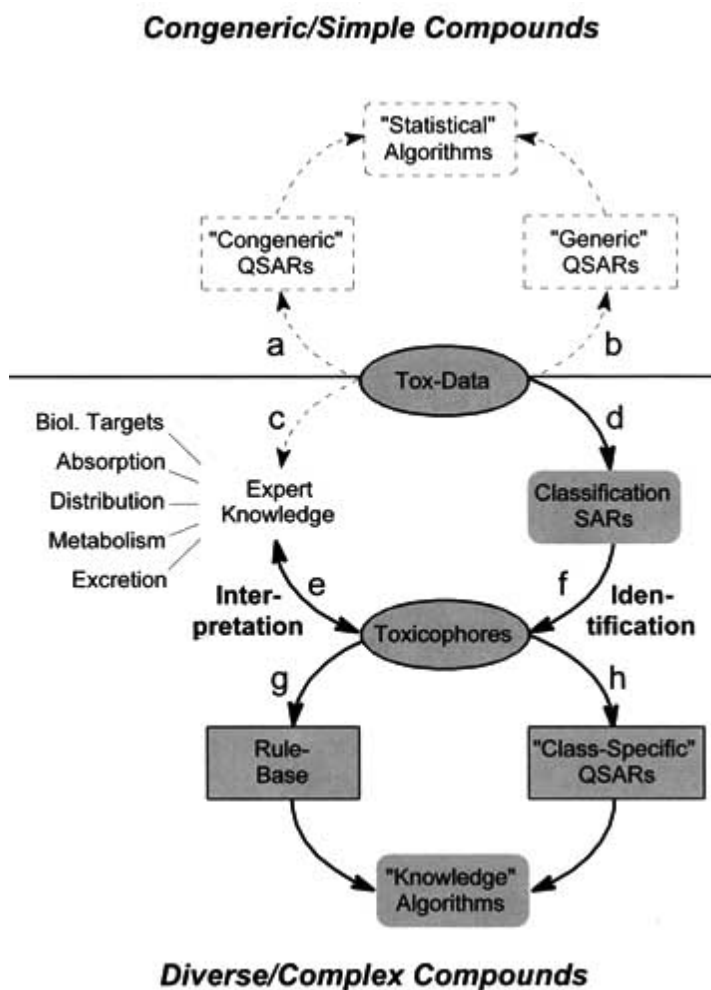 Congeneric/Simple Compounds
"Statistical"
Algorithms
"Congeneric"
QSARs
"Generic"
QSARs
a
b
Tox-Data
c
d
Biol. Targets
Absorption
Distribution
Metabolism
Excretion
Expert
Knowledge
Classification
SARs
e
f
Inter-
pretation
Iden-
tification
Toxicophores
g
h
Rule-
Base
"Class-Specific"
QSARs
"Knowledge"
Algorithms
Diverse/Complex Compounds